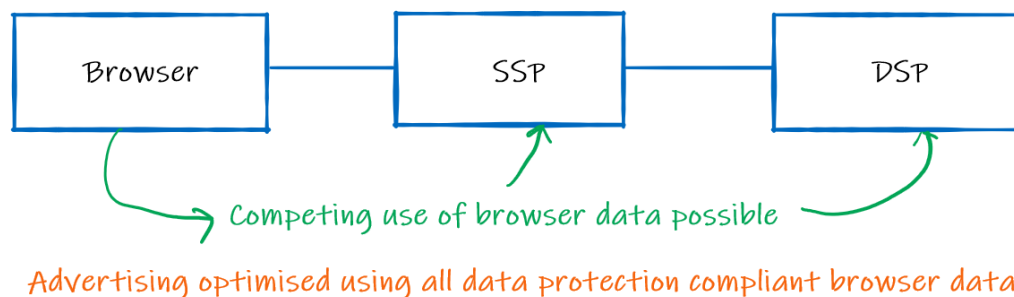 Browser
SSP
DSP
Competing use of browser data possible
Advertising optimised using all data protection compliant browser data